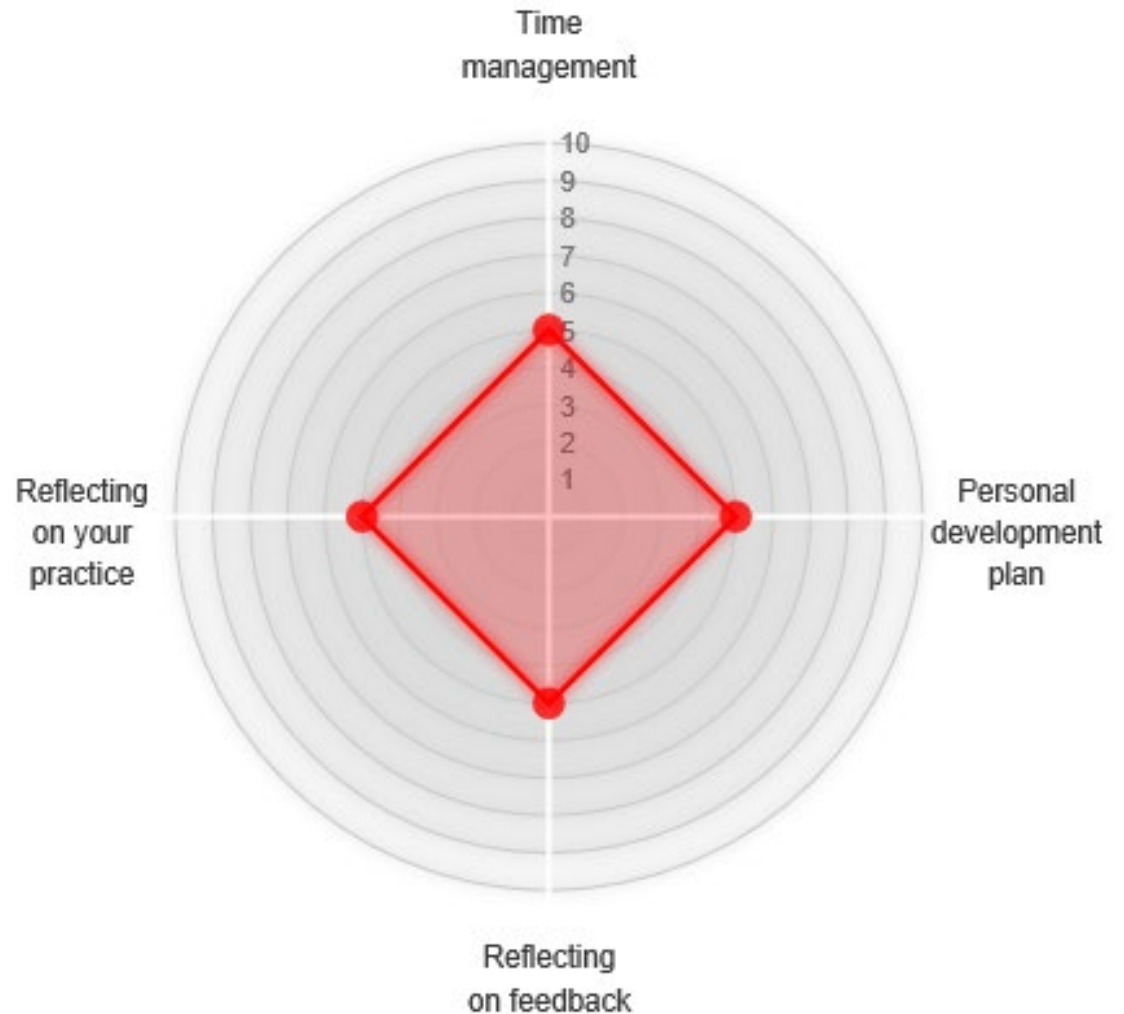 Time
management
10
9
8
7
6
5
4
3
2
1
Reflecting
on your
practice
Personal
development
plan
Reflecting
on feedback